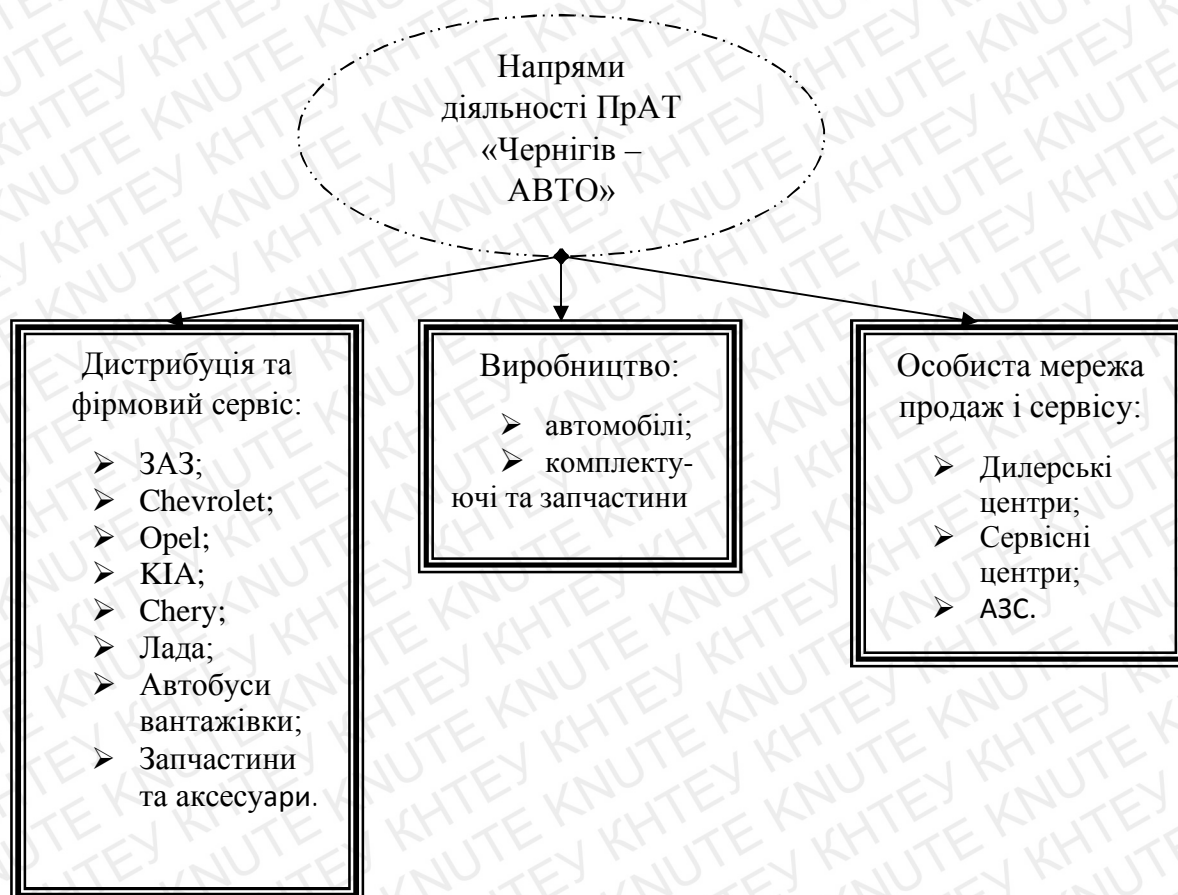 Напрями
діяльності ПрАТ
«Чернігів –
АВТО»
Дистрибуція та
фірмовий сервіс:
➢ ЗАЗ;
➢ Chevrolet;
➢ Opel;
➢ KIA;
➢ Chery;
➢ Лада;
➢ Автобуси
вантажівки;
➢ Запчастини
та аксесуари.
Виробництво:
➢ автомобілі;
➢ комплекту-
ючі та запчастини
Особиста мережа
продаж і сервісу:
➢ Дилерські
центри;
➢ Сервісні
центри;
➢ АЗС.